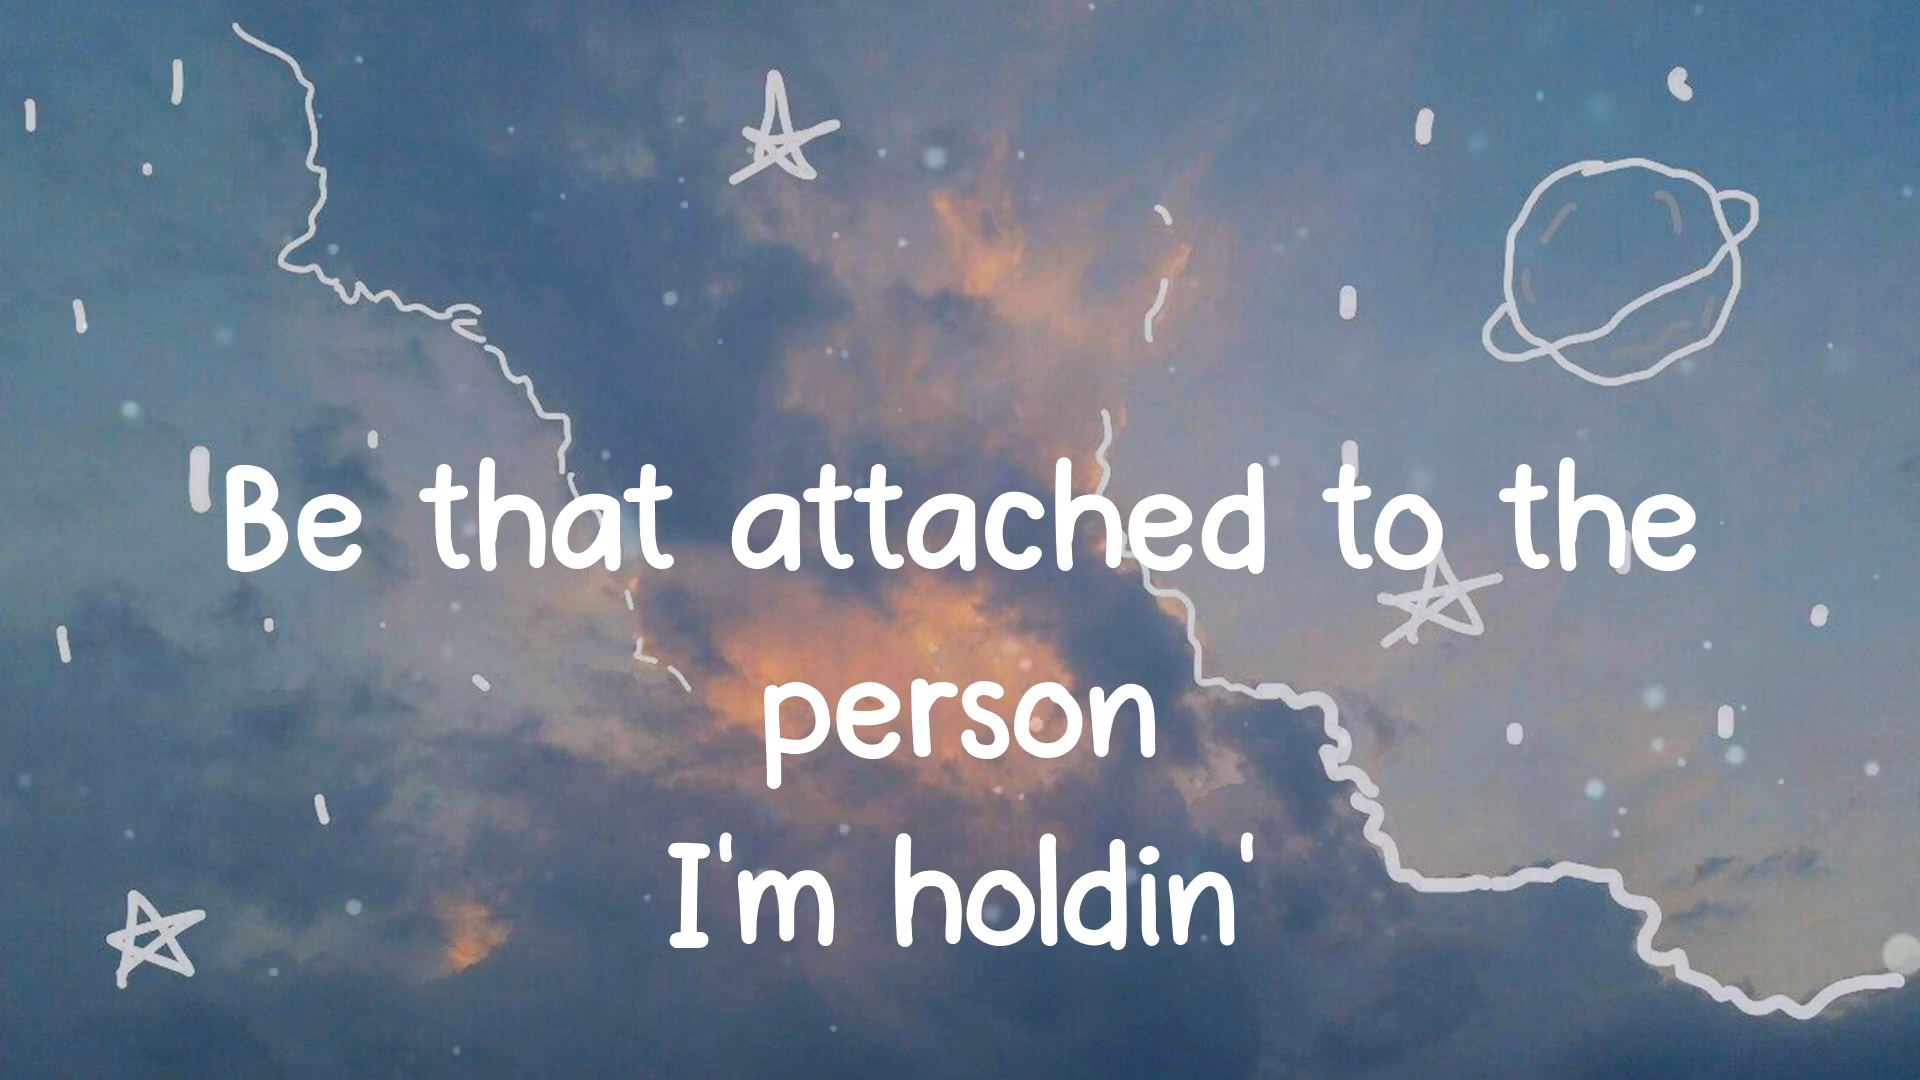 Be that attached to the
person
I'm holdin'